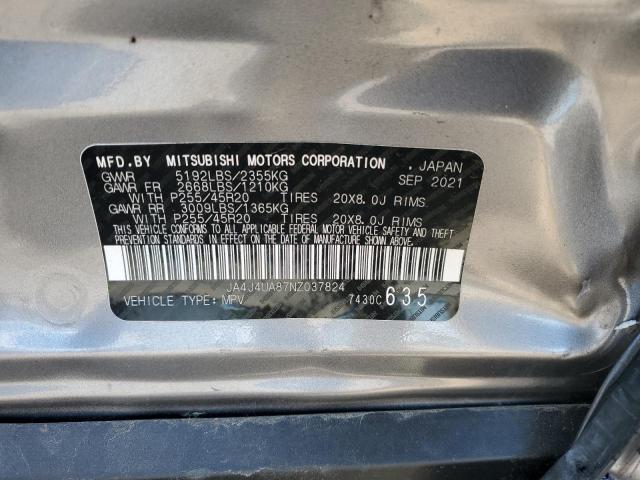 MFD.BY MITSUBISHI MOTORS CORPORATION , JAPAN
GVWR 5192LBS/2355KG SEP 2021
GAWR FR 2668LBS/1210KG
WITH P255/45R20 TIRES 20X8.0J RIMS
GAWR RR 3009LBS/1365KG
WITH P255/45R20 TIRES 20X8.0J RIMS
THIS VEHICLE CONFORMS TO ALL APPLICABLE FEDERAL MOTOR VEHICLE SAFETY AND THEFT
PREVENTION STANDARDS IN EFFECT ON THE DATE OF MANUFACTURE SHOWN ABOVE.
JA4J4UA87NZ037824
VEHICLE TYPE: MPV 7430C 635